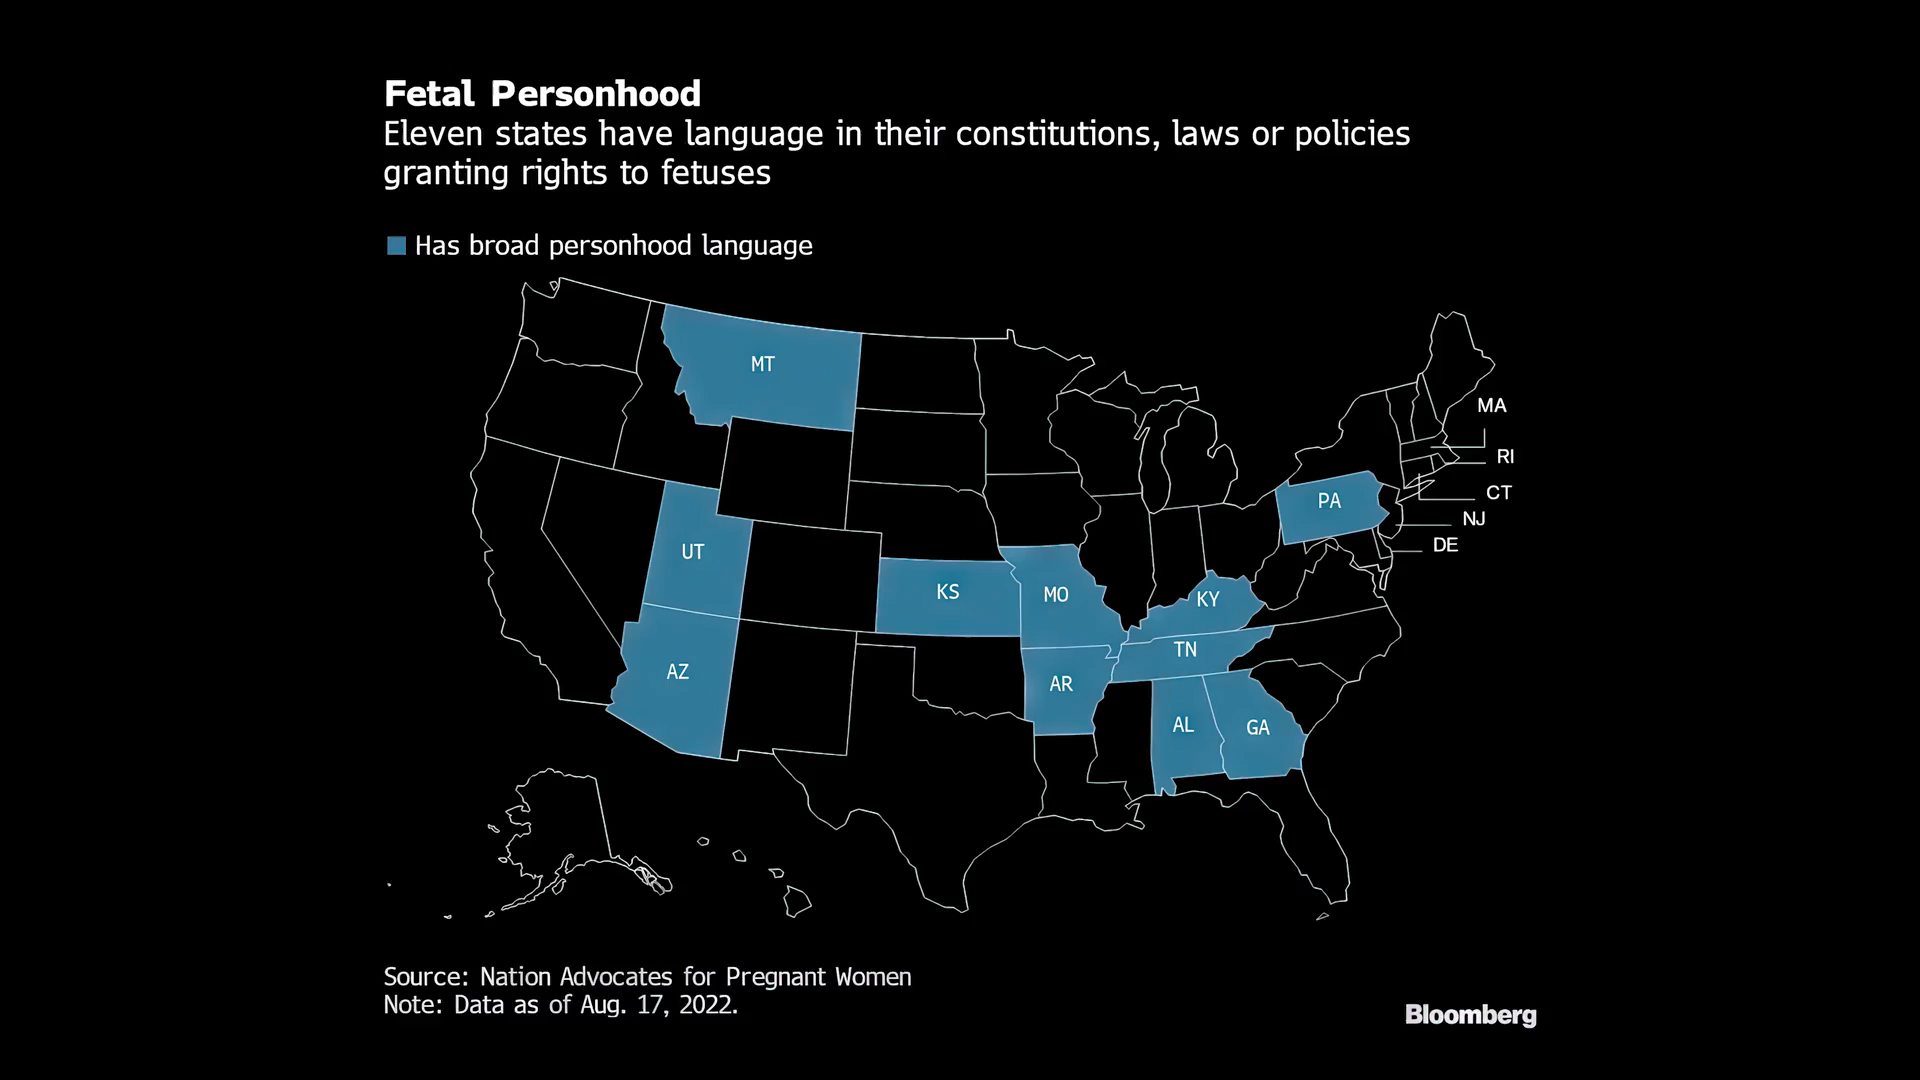 Fetal Personhood
Eleven states have language in their constitutions, laws or policies
granting rights to fetuses
Has broad personhood language
MT
MA
RI
PA
CT
NJ
DE
UT
KS
MO
KY
TN
AZ
AR
AL
GA
Source: Nation Advocates for Pregnant Women
Note: Data as of Aug. 17, 2022.
Bloomberg